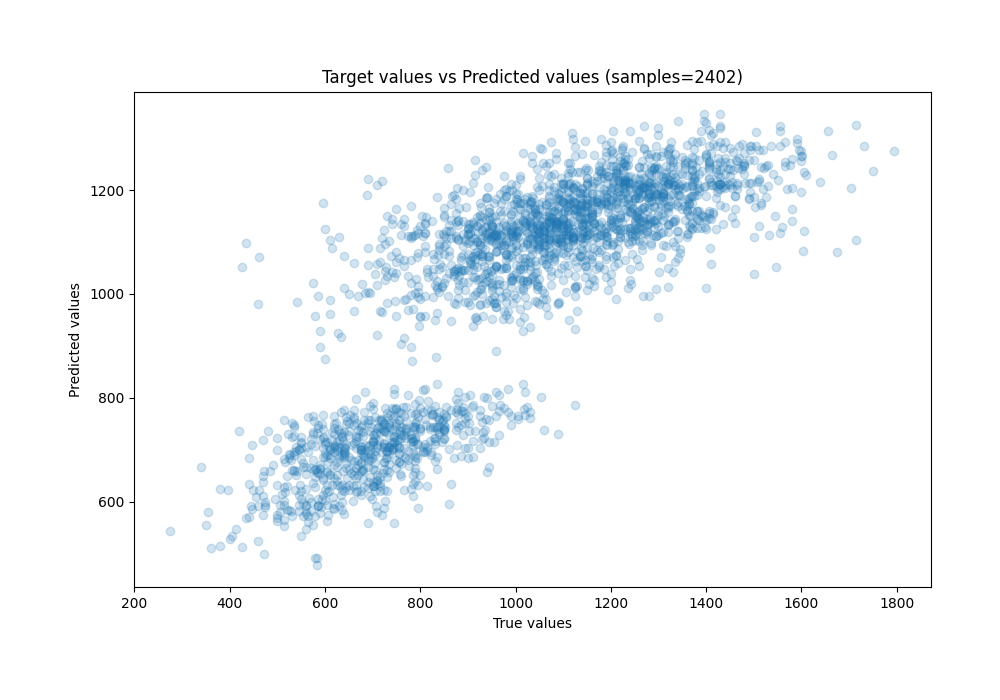 Target values vs Predicted values (samples=2402)
Predicted values
1200
1000
800
600
200 400 600 800 1000 1200 1400 1600 1800
True values